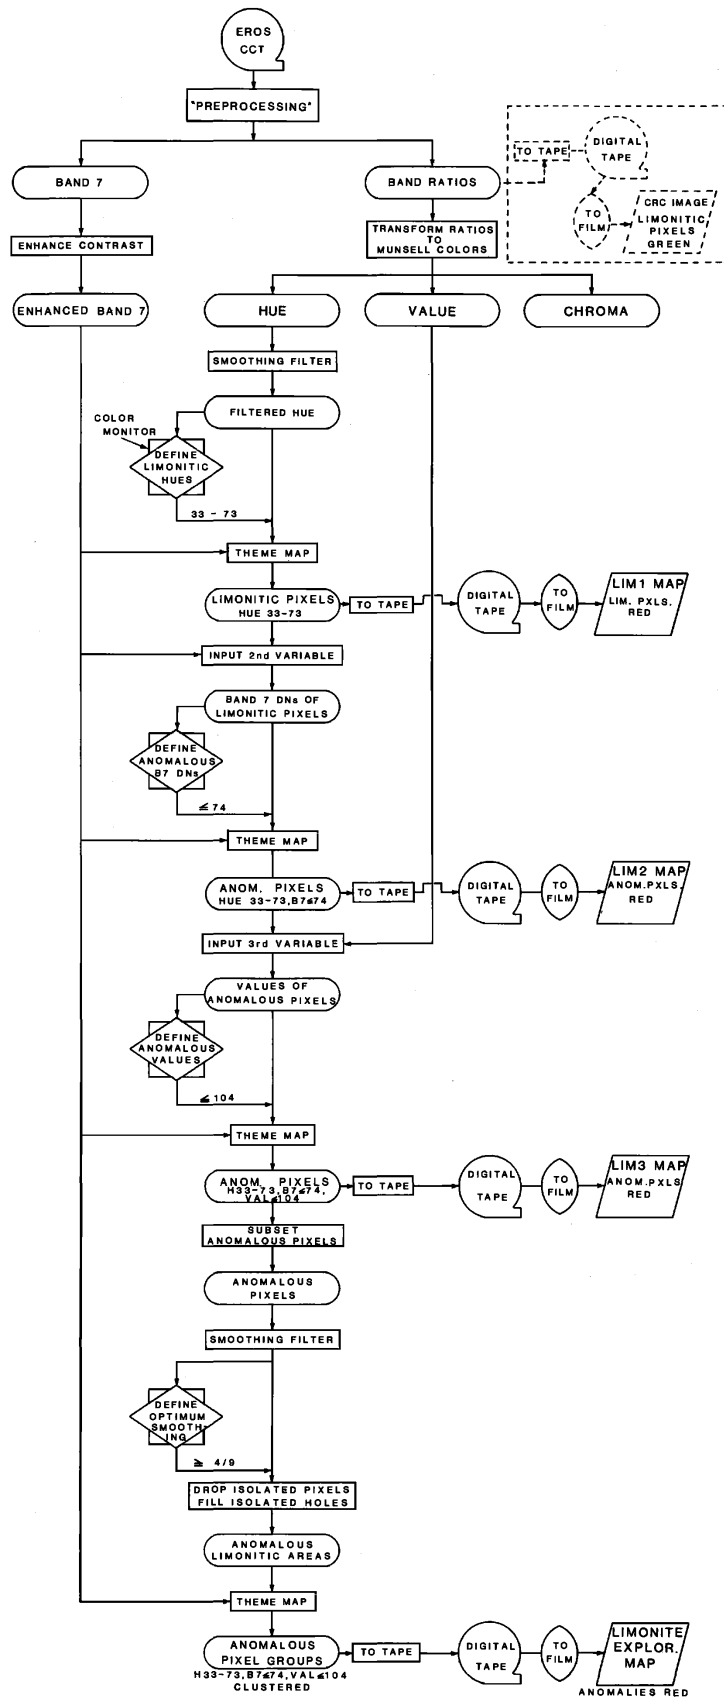 EROS
CCT
"PREPROCESSING"
BAND 7
BAND RATIOS
TO TAPE
DIGITAL
TAPE
TO
FILM
CRC IMAGE
LIMONITIC
PIXELS
GREEN
ENHANCE CONTRAST
TRANSFORM RATIOS
TO
MUNSELL COLORS
ENHANCED BAND 7
HUE
VALUE
CHROMA
SMOOTHING FILTER
FILTERED HUE
COLOR
MONITOR
DEFINE
LIMONITIC
HUES
33 - 73
THEME MAP
LIMONITIC PIXELS
HUE 33-73
TO TAPE
DIGITAL
TAPE
TO
FILM
LIM1 MAP
LIM. PXLS.
RED
INPUT 2nd VARIABLE
BAND 7 DNs OF
LIMONITIC PIXELS
DEFINE
ANOMALOUS
B7 DNs
≦ 74
THEME MAP
ANOM. PIXELS
HUE 33-73,B7≦74
TO TAPE
DIGITAL
TAPE
TO
FILM
LIM2 MAP
ANOM.PXLS.
RED
INPUT 3rd VARIABLE
VALUES OF
ANOMALOUS PIXELS
DEFINE
ANOMALOUS
VALUES
≦ 104
THEME MAP
ANOM. PIXELS
H33-73,B7≦74,
VAL≦104
TO TAPE
DIGITAL
TAPE
TO
FILM
LIM3 MAP
ANOM.PXLS
RED
SUBSET
ANOMALOUS PIXELS
ANOMALOUS
PIXELS
SMOOTHING FILTER
DEFINE
OPTIMUM
SMOOTH-
ING
≧ 4/9
DROP ISOLATED PIXELS
FILL ISOLATED HOLES
ANOMALOUS
LIMONITIC AREAS
THEME MAP
ANOMALOUS
PIXEL GROUPS
H33-73,B7≦74,VAL≦104
CLUSTERED
TO TAPE
DIGITAL
TAPE
TO
FILM
LIMONITE
EXPLOR.
MAP
ANOMALIES RED